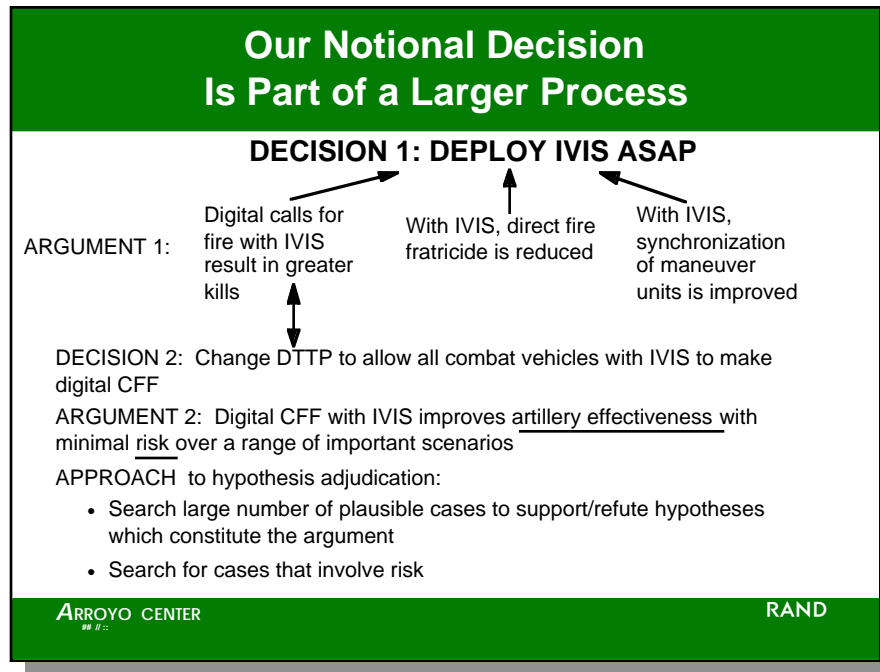 Our Notional Decision
Is Part of a Larger Process
DECISION 1: DEPLOY IVIS ASAP
ARGUMENT 1:
Digital calls for
fire with IVIS
result in greater
kills
With IVIS, direct fire
fratricide is reduced
With IVIS,
synchronization
of maneuver
units is improved
DECISION 2: Change DTTP to allow all combat vehicles with IVIS to make
digital CFF
ARGUMENT 2: Digital CFF with IVIS improves artillery effectiveness with
minimal risk over a range of important scenarios
APPROACH to hypothesis adjudication:
• Search large number of plausible cases to support/refute hypotheses
which constitute the argument
• Search for cases that involve risk
ARROYO CENTER
## // ::
RAND